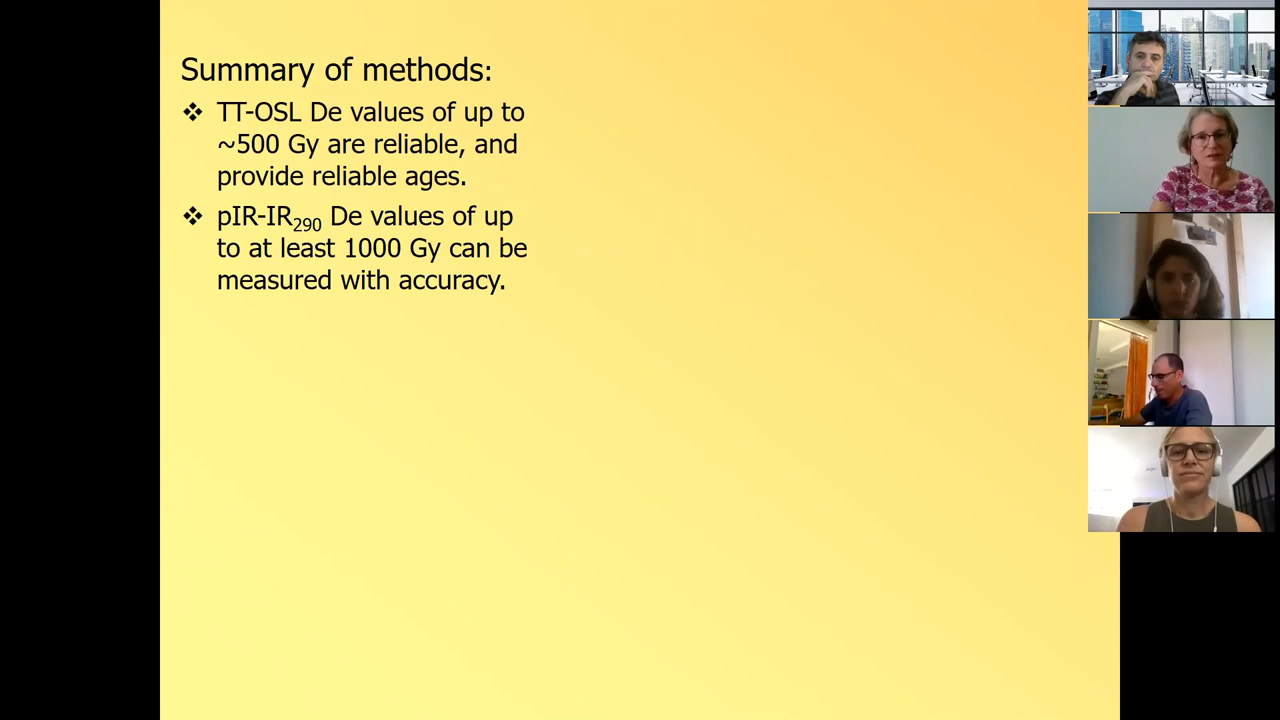 Summary of methods:
❖ TT-OSL De values of up to
~500 Gy are reliable, and
provide reliable ages.
❖ pIR-IR290 De values of up
to at least 1000 Gy can be
measured with accuracy.